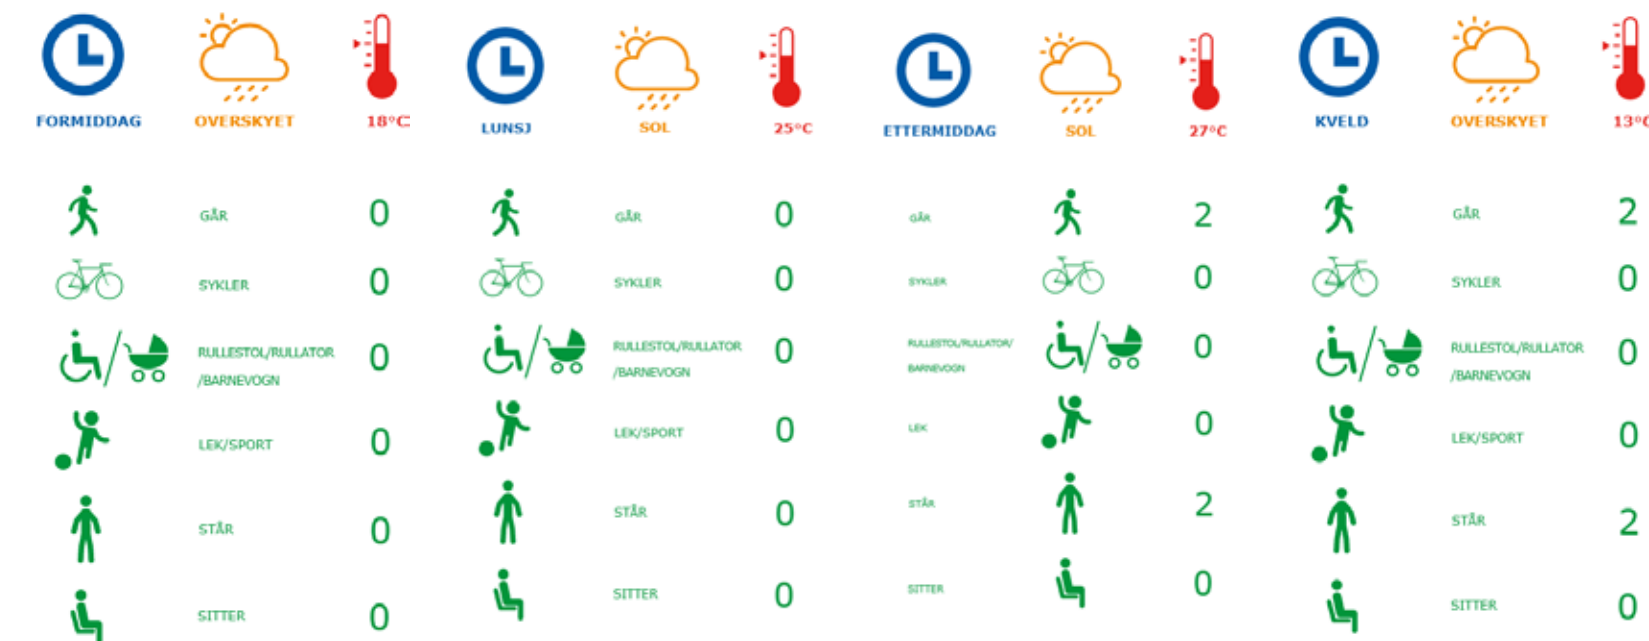 FORMIDDAG OVERSKYET 18°C
GÅR 0
SYKLER 0
RULLESTOL/RULLATOR
/BARNEVOGN 0
LEK/SPORT 0
STÅR 0
SITTER 0
LUNSJ SOL 25°C
GÅR 0
SYKLER 0
RULLESTOL/RULLATOR
/BARNEVOGN 0
LEK/SPORT 0
STÅR 0
SITTER 0
ETTERMIDDAG SOL 27°C
GÅR 2
SYKLER 0
RULLESTOL/RULLATOR/
BARNEVOGN 0
LEK 0
STÅR 2
SITTER 0
KVELD OVERSKYET 13°C
GÅR 2
SYKLER 0
RULLESTOL/RULLATOR
/BARNEVOGN 0
LEK/SPORT 0
STÅR 2
SITTER 0